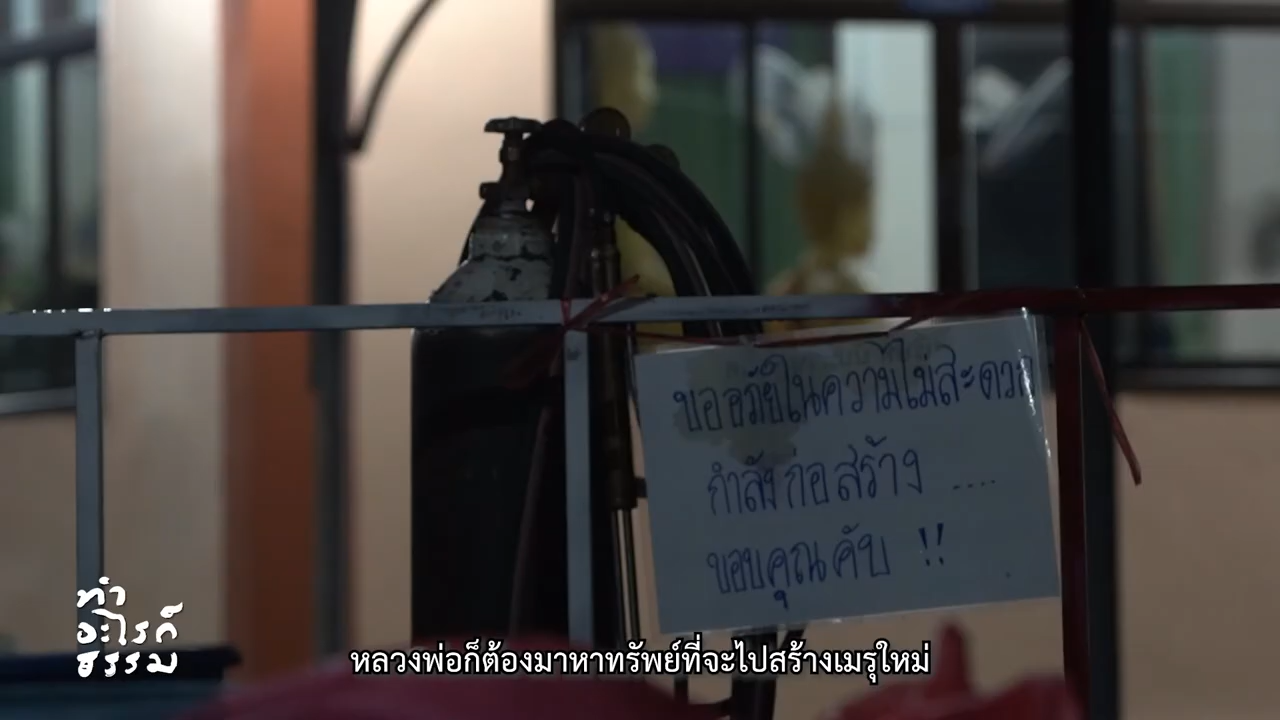 ขออภัยในความไม่สะดวก
กำลังก่อสร้าง ....
ขอบคุณคับ !!
ทำ
อะไรก็
ธรรม
หลวงพ่อก็ต้องมาหาทรัพย์ที่จะไปสร้างเมรุใหม่